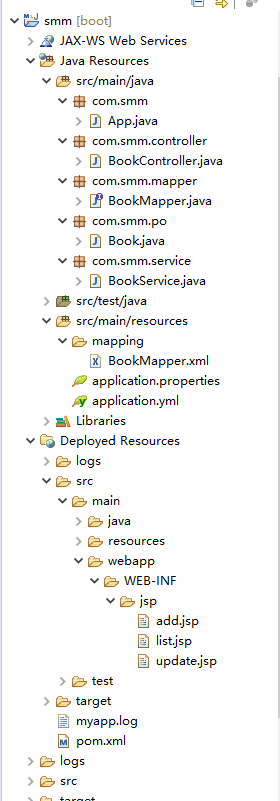 smm [boot]
JAX-WS Web Services
Java Resources
src/main/java
com.smm
App.java
com.smm.controller
BookController.java
com.smm.mapper
BookMapper.java
com.smm.po
Book.java
com.smm.service
BookService.java
src/test/java
src/main/resources
mapping
BookMapper.xml
application.properties
application.yml
Libraries
Deployed Resources
logs
src
main
java
resources
webapp
WEB-INF
jsp
add.jsp
list.jsp
update.jsp
test
target
myapp.log
pom.xml
logs
src
target